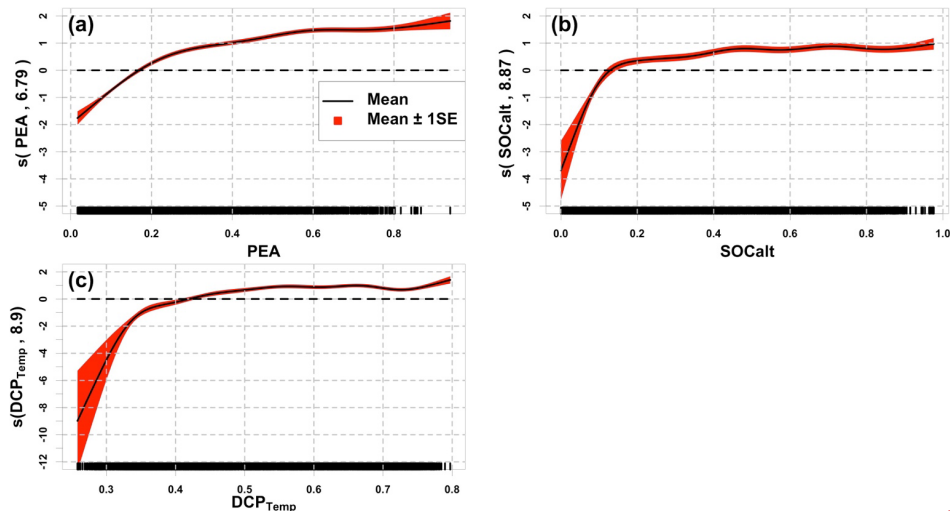 (a)
s( PEA , 6.79)
2
1
0
-1
-2
-3
-4
-5
Mean
Mean ± 1SE
0.0 0.2 0.4 0.6 0.8
PEA
(b)
s( SOCalt , 8.87)
2
1
0
-1
-2
-3
-4
-5
0.0 0.2 0.4 0.6 0.8 1.0
SOCalt
(c)
s(DCPTemp , 8.9)
2
0
-2
-4
-6
-8
-10
-12
0.3 0.4 0.5 0.6 0.7 0.8
DCPTemp